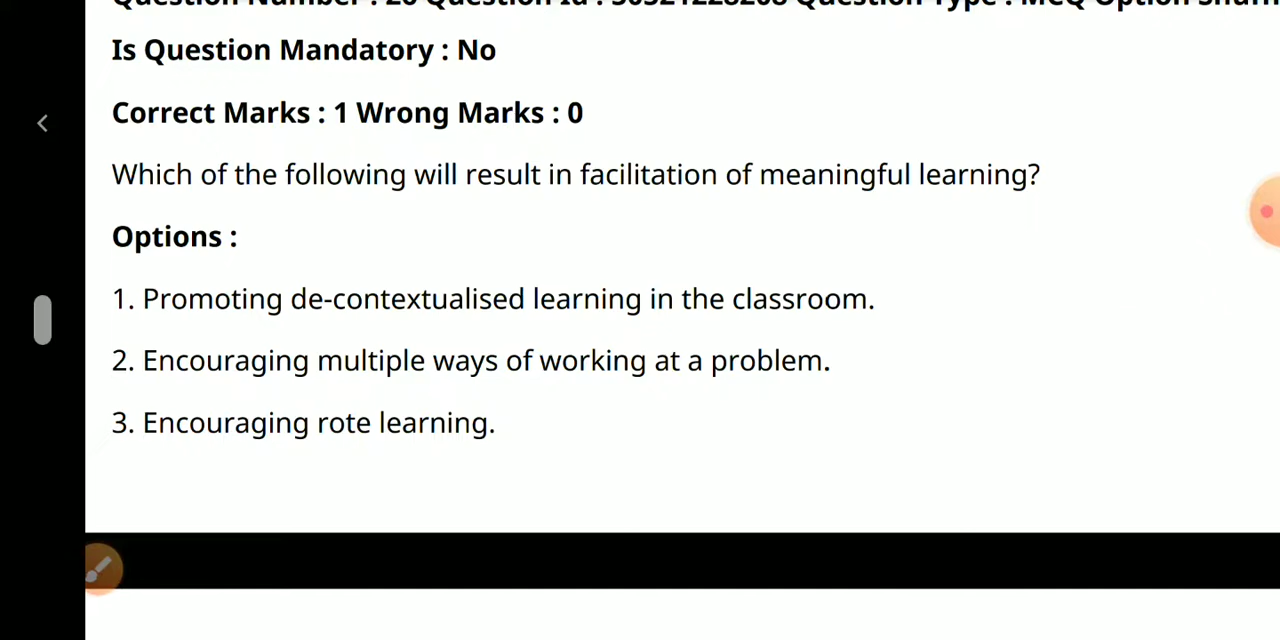 Is Question Mandatory : No
Correct Marks : 1 Wrong Marks : 0
Which of the following will result in facilitation of meaningful learning?
Options :
1. Promoting de-contextualised learning in the classroom.
2. Encouraging multiple ways of working at a problem.
3. Encouraging rote learning.